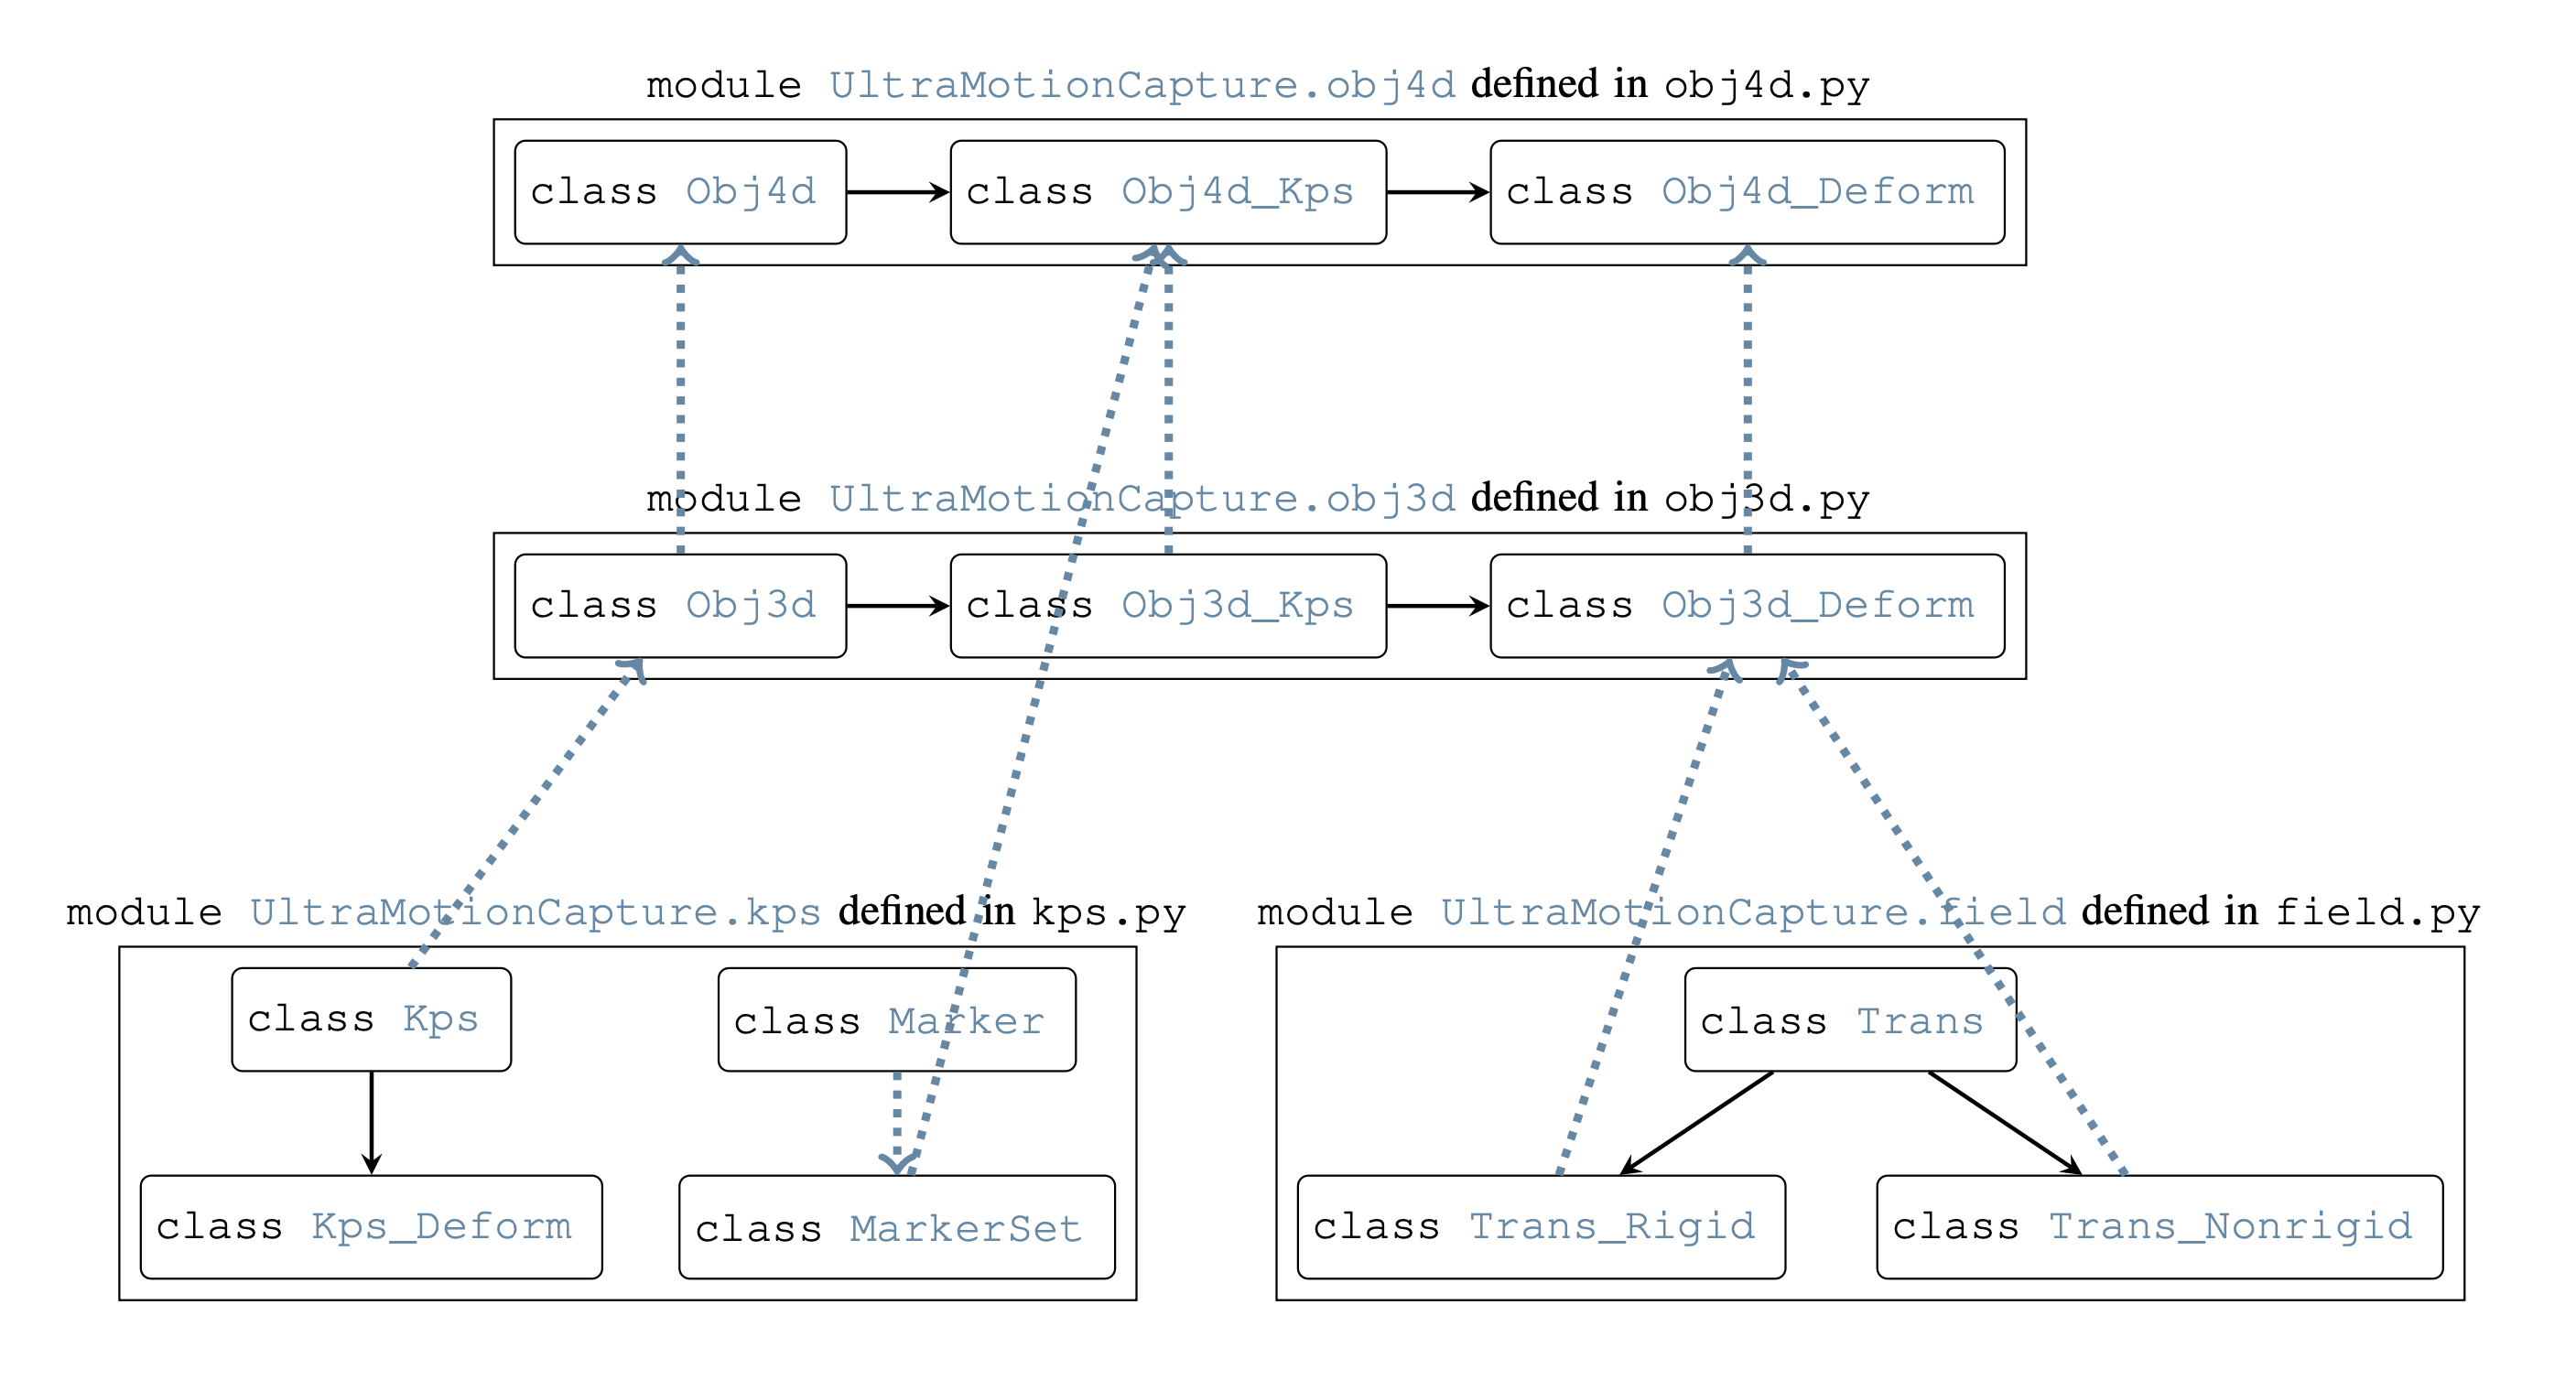 module UltraMotionCapture.obj4d defined in obj4d.py
class Obj4d
class Obj4d_Kps
class Obj4d_Deform
module UltraMotionCapture.obj3d defined in obj3d.py
class Obj3d
class Obj3d_Kps
class Obj3d_Deform
module UltraMotionCapture.kps defined in kps.py
class Kps
class Marker
class Kps_Deform
class MarkerSet
module UltraMotionCapture.field defined in field.py
class Trans
class Trans_Rigid
class Trans_Nonrigid